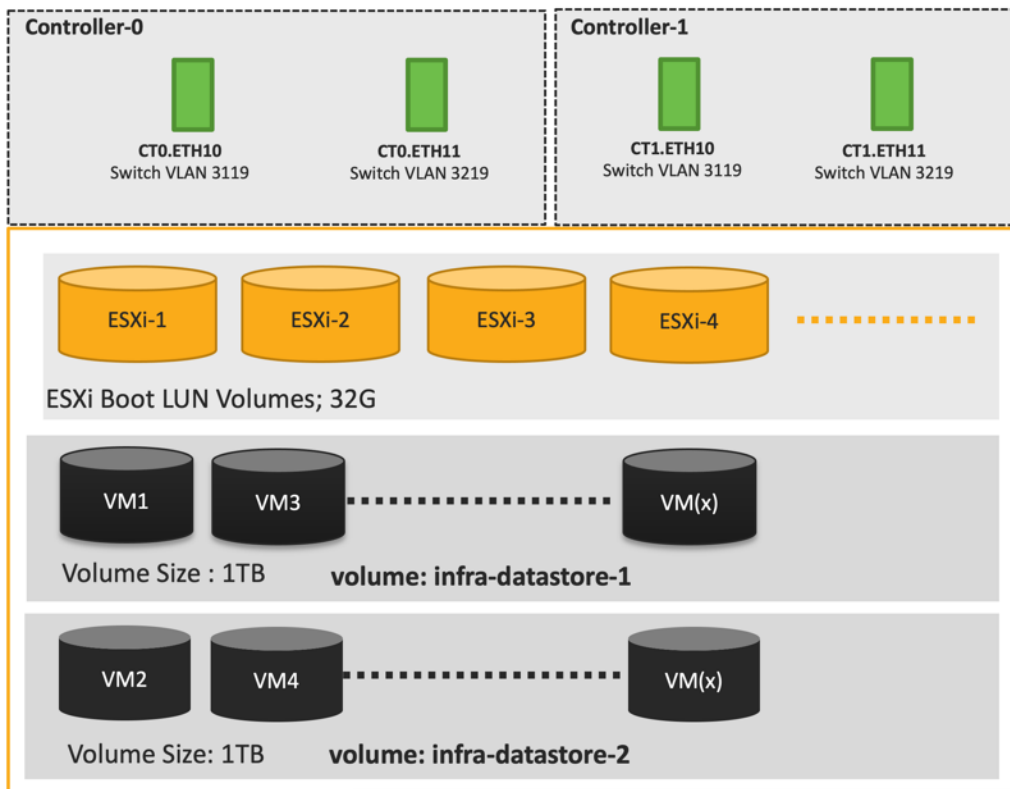 Controller-0
Controller-1
CT0.ETH10
Switch VLAN 3119
CT0.ETH11
Switch VLAN 3219
CT1.ETH10
Switch VLAN 3119
CT1.ETH11
Switch VLAN 3219
ESXi-1
ESXi-2
ESXi-3
ESXi-4
ESXi Boot LUN Volumes; 32G
VM1
VM3
VM(x)
Volume Size : 1TB
volume: infra-datastore-1
VM2
VM4
VM(x)
Volume Size: 1TB
volume: infra-datastore-2